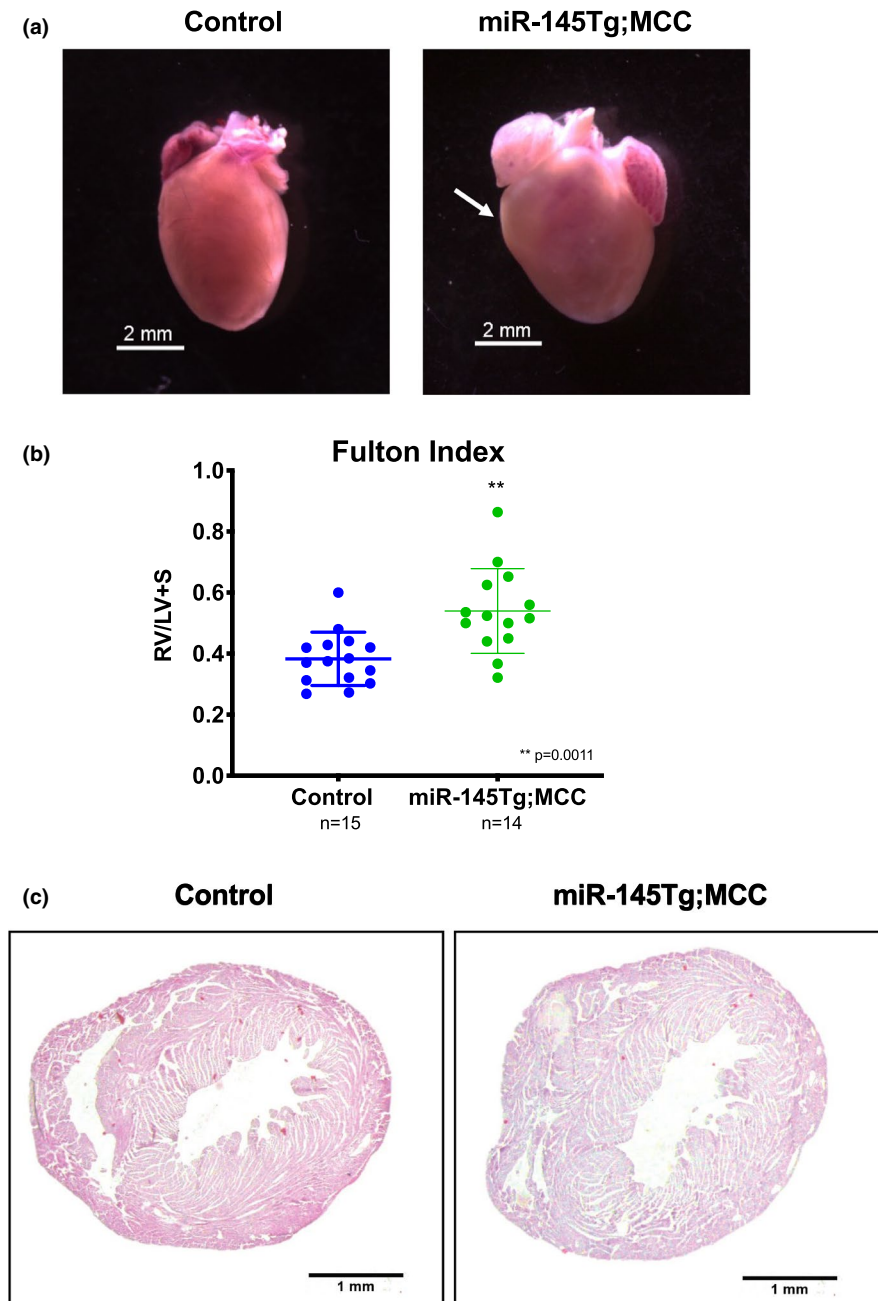 (a)
Control
miR-145Tg;MCC
2 mm
2 mm
(b)
Fulton Index
1.0
0.8
0.6
0.4
0.2
0.0
RV/LV+S
**
** p=0.0011
Control
miR-145Tg;MCC
n=15
n=14
(c)
Control
miR-145Tg;MCC
1 mm
1 mm